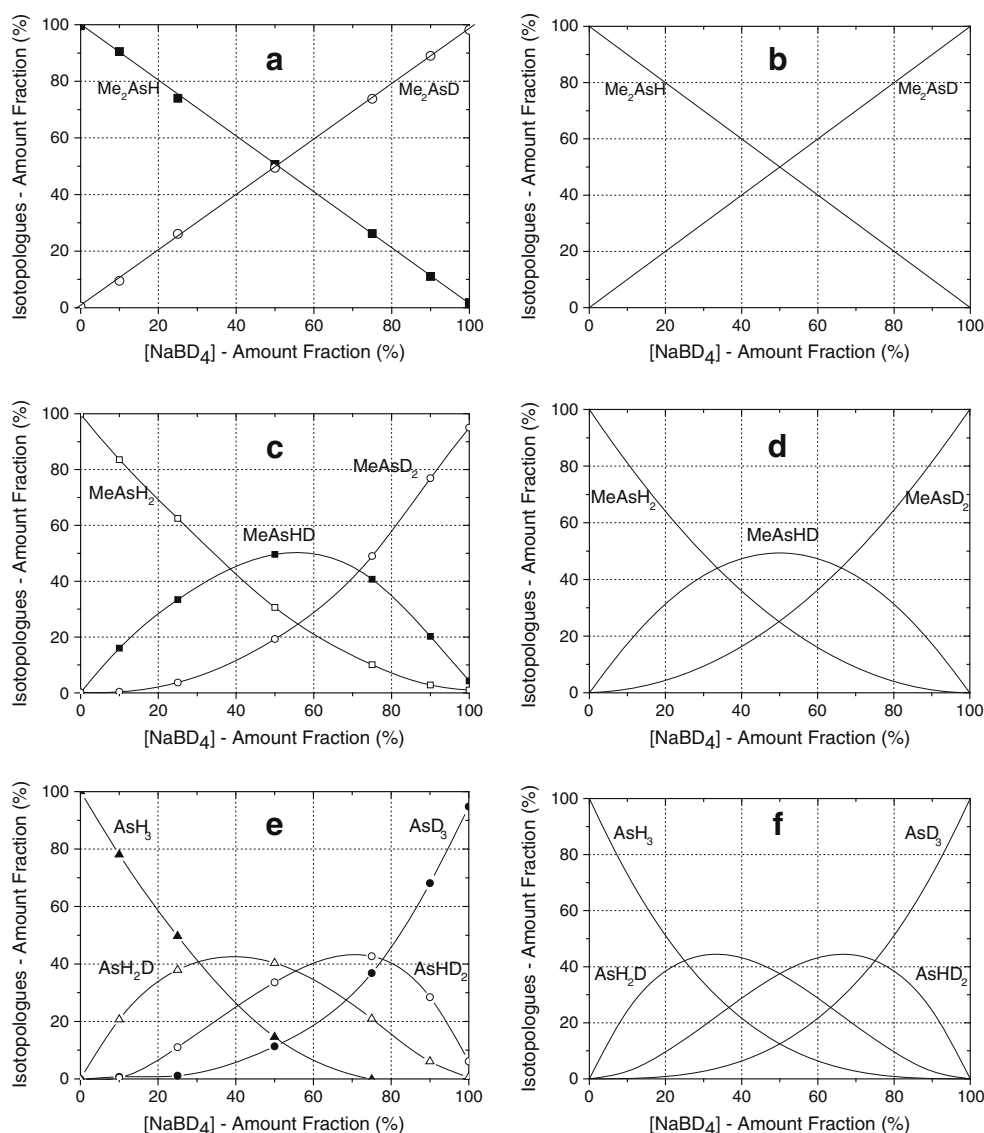 a
Me₂AsH
Me₂AsD
Isotopologues - Amount Fraction (%)
100
80
60
40
20
0
0 20 40 60 80 100
[NaBD₄] - Amount Fraction (%)
b
Me₂AsH
Me₂AsD
Isotopologues - Amount Fraction (%)
100
80
60
40
20
0
0 20 40 60 80 100
[NaBD₄] - Amount Fraction (%)
c
MeAsH₂
MeAsHD
MeAsD₂
Isotopologues - Amount Fraction (%)
100
80
60
40
20
0
0 20 40 60 80 100
[NaBD₄] - Amount Fraction (%)
d
MeAsH₂
MeAsHD
MeAsD₂
Isotopologues - Amount Fraction (%)
100
80
60
40
20
0
0 20 40 60 80 100
[NaBD₄] - Amount Fraction (%)
e
AsH₃
AsD₃
AsH₂D
AsHD₂
Isotopologues - Amount Fraction (%)
100
80
60
40
20
0
0 20 40 60 80 100
[NaBD₄] - Amount Fraction (%)
f
AsH₃
AsD₃
AsH₂D
AsHD₂
Isotopologues - Amount Fraction (%)
100
80
60
40
20
0
0 20 40 60 80 100
[NaBD₄] - Amount Fraction (%)